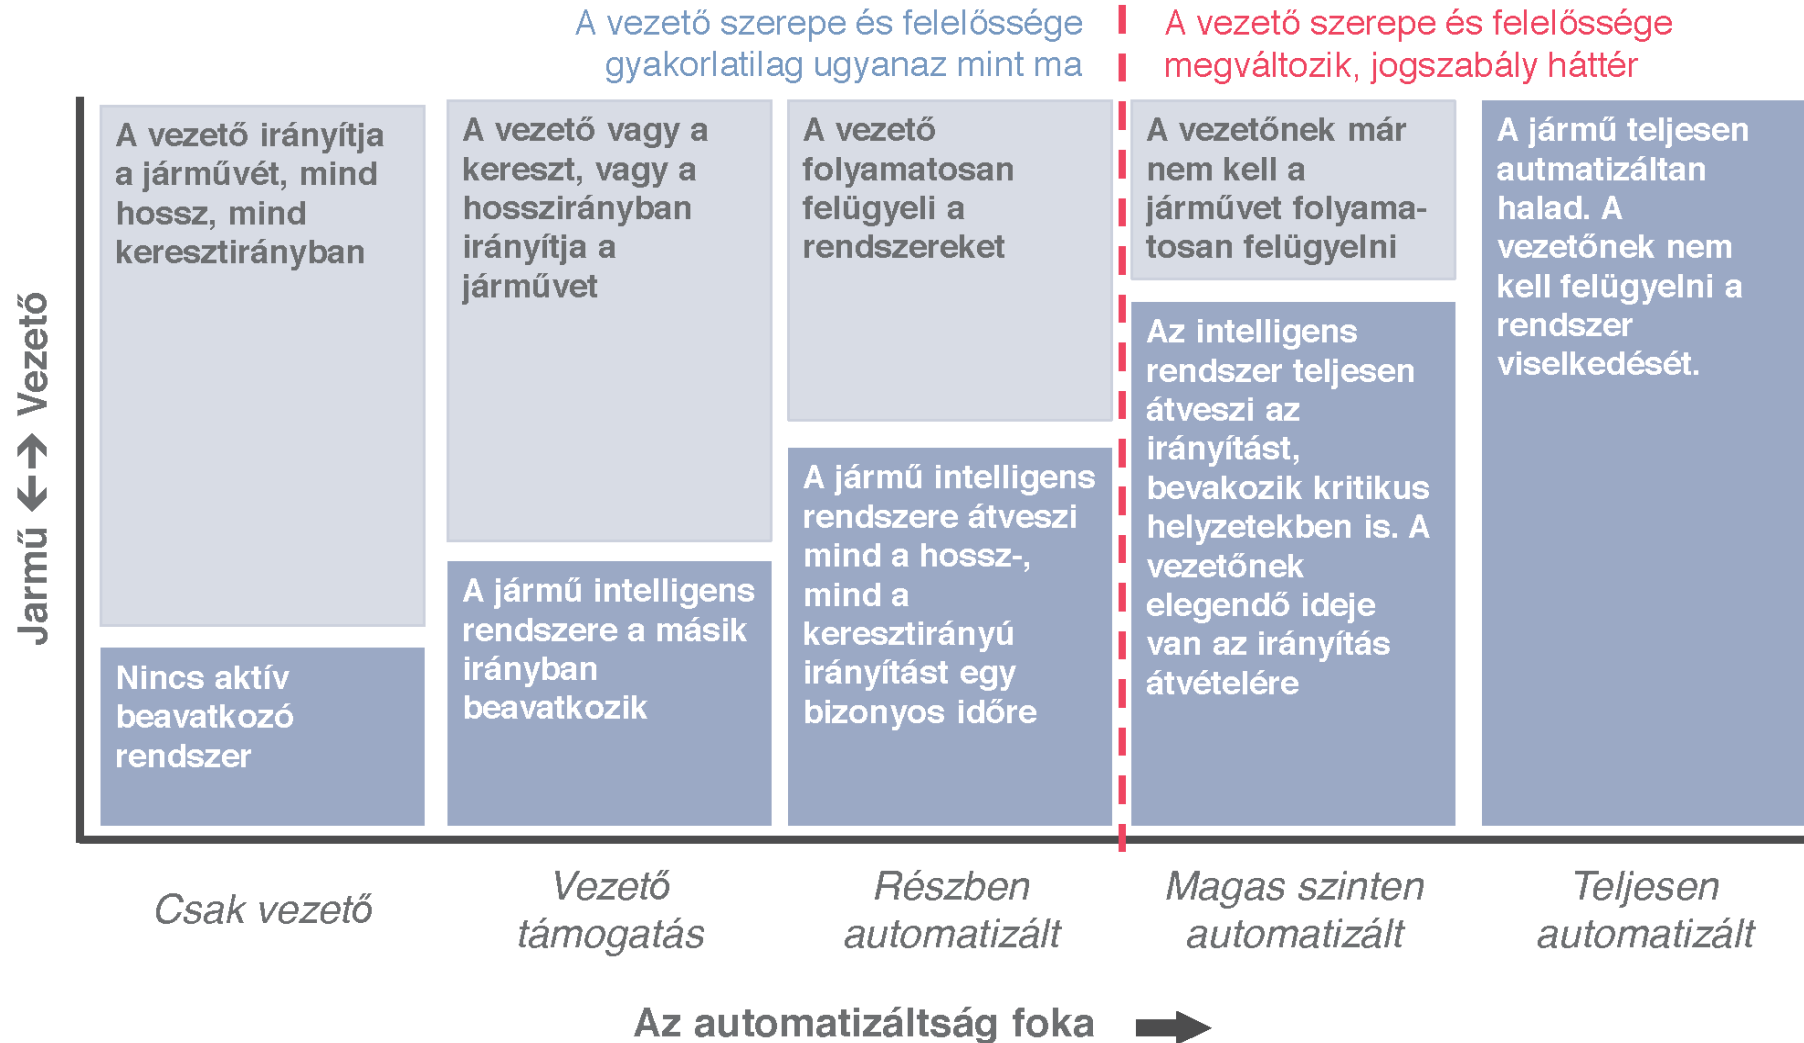 A vezető szerepe és felelőssége
gyakorlatilag ugyanaz mint ma
A vezető szerepe és felelőssége
megváltozik, jogszabály háttér
Jarmű ←→ Vezető
A vezető irányítja
a járművét, mind
hossz, mind
keresztirányban
Nincs aktív
beavatkozó
rendszer
A vezető vagy a
kereszt, vagy a
hosszirányban
irányítja a
járművet
A jármű intelligens
rendszere a másik
irányban
beavatkozik
A vezető
folyamatosan
felügyeli a
rendszereket
A jármű intelligens
rendszere átveszi
mind a hossz-,
mind a
keresztirányú
irányítást egy
bizonyos időre
A vezetőnek már
nem kell a
járművet folyama-
tosan felügyelni
Az intelligens
rendszer teljesen
átveszi az
irányítást,
bevakozik kritikus
helyzetekben is. A
vezetőnek
elegendő ideje
van az irányítás
átvételére
A jármű teljesen
autmatizáltan
halad. A
vezetőnek nem
kell felügyelni a
rendszer
viselkedését.
Csak vezető
Vezető
támogatás
Részben
automatizált
Magas szinten
automatizált
Teljesen
automatizált
Az automatizáltság foka